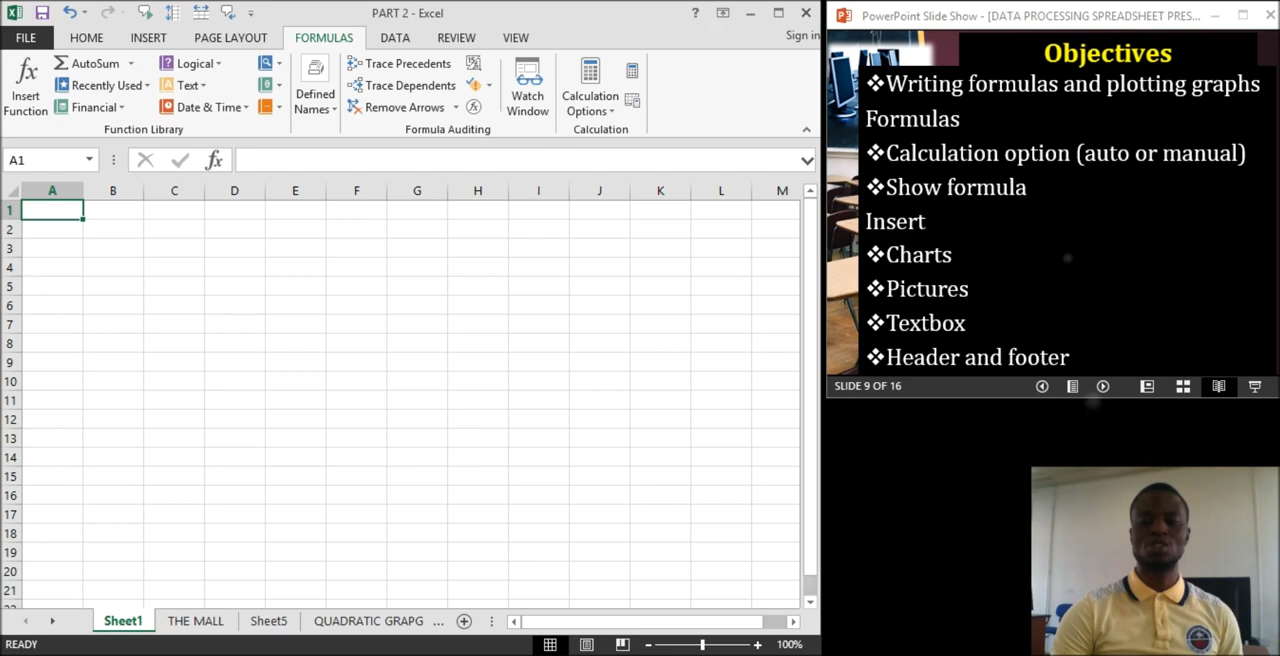 PART 2 - Excel
FILE HOME INSERT PAGE LAYOUT FORMULAS DATA REVIEW VIEW Sign in
fx Insert Function
AutoSum
Recently Used
Financial
Logical
Text
Date & Time
Function Library
Defined Names
Trace Precedents
Trace Dependents
Remove Arrows
Formula Auditing
Watch Window
Calculation Options
Calculation
A1 fx
A B C D E F G H I J K L M
1
2
3
4
5
6
7
8
9
10
11
12
13
14
15
16
17
18
19
20
21
Sheet1 THE MALL Sheet5 QUADRATIC GRAPG ...
READY 100%
PowerPoint Slide Show - [DATA PROCESSING SPREADSHEET PRES...
Objectives
❖Writing formulas and plotting graphs
Formulas
❖Calculation option (auto or manual)
❖Show formula
Insert
❖Charts
❖Pictures
❖Textbox
❖Header and footer
SLIDE 9 OF 16